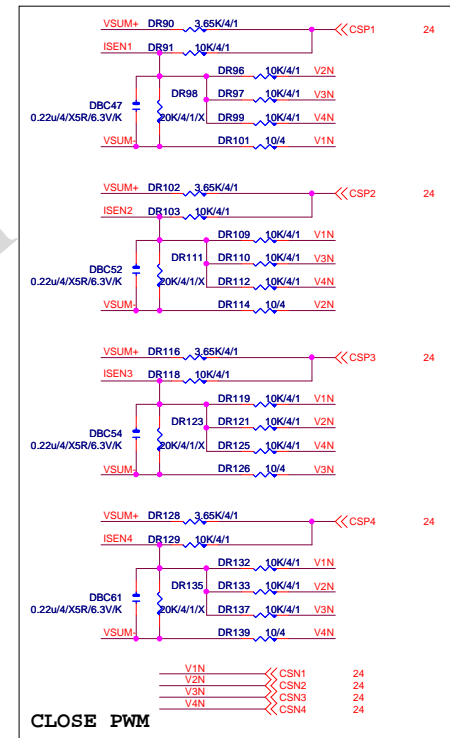 VSUM+ DR90 3.65K/4/1 CSP1 24
ISEN1 DR91 10K/4/1
DR96 10K/4/1 V2N
DR98 DR97 10K/4/1 V3N
DBC47
0.22u/4/X5R/6.3V/K 20K/4/1/X DR99 10K/4/1 V4N
VSUM- DR101 10/4 V1N
VSUM+ DR102 3.65K/4/1 CSP2 24
ISEN2 DR103 10K/4/1
DR109 10K/4/1 V1N
DR111 DR110 10K/4/1 V3N
DBC52
0.22u/4/X5R/6.3V/K 20K/4/1/X DR112 10K/4/1 V4N
VSUM- DR114 10/4 V2N
VSUM+ DR116 3.65K/4/1 CSP3 24
ISEN3 DR118 10K/4/1
DR119 10K/4/1 V1N
DR123 DR121 10K/4/1 V2N
DBC54
0.22u/4/X5R/6.3V/K 20K/4/1/X DR125 10K/4/1 V4N
VSUM- DR126 10/4 V3N
VSUM+ DR128 3.65K/4/1 CSP4 24
ISEN4 DR129 10K/4/1
DR132 10K/4/1 V1N
DR135 DR133 10K/4/1 V2N
DBC61
0.22u/4/X5R/6.3V/K 20K/4/1/X DR137 10K/4/1 V3N
VSUM- DR139 10/4 V4N
V1N CSN1 24
V2N CSN2 24
V3N CSN3 24
V4N CSN4 24
CLOSE PWM